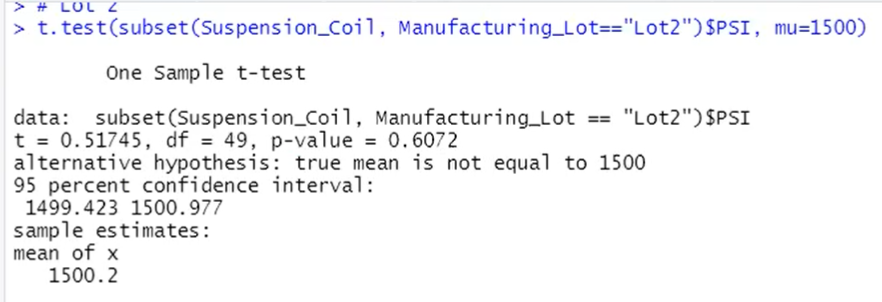 > # Lot 2
> t.test(subset(Suspension_Coil, Manufacturing_Lot=="Lot2")$PSI, mu=1500)
One Sample t-test
data:  subset(Suspension_Coil, Manufacturing_Lot == "Lot2")$PSI
t = 0.51745, df = 49, p-value = 0.6072
alternative hypothesis: true mean is not equal to 1500
95 percent confidence interval:
1499.423 1500.977
sample estimates:
mean of x
1500.2